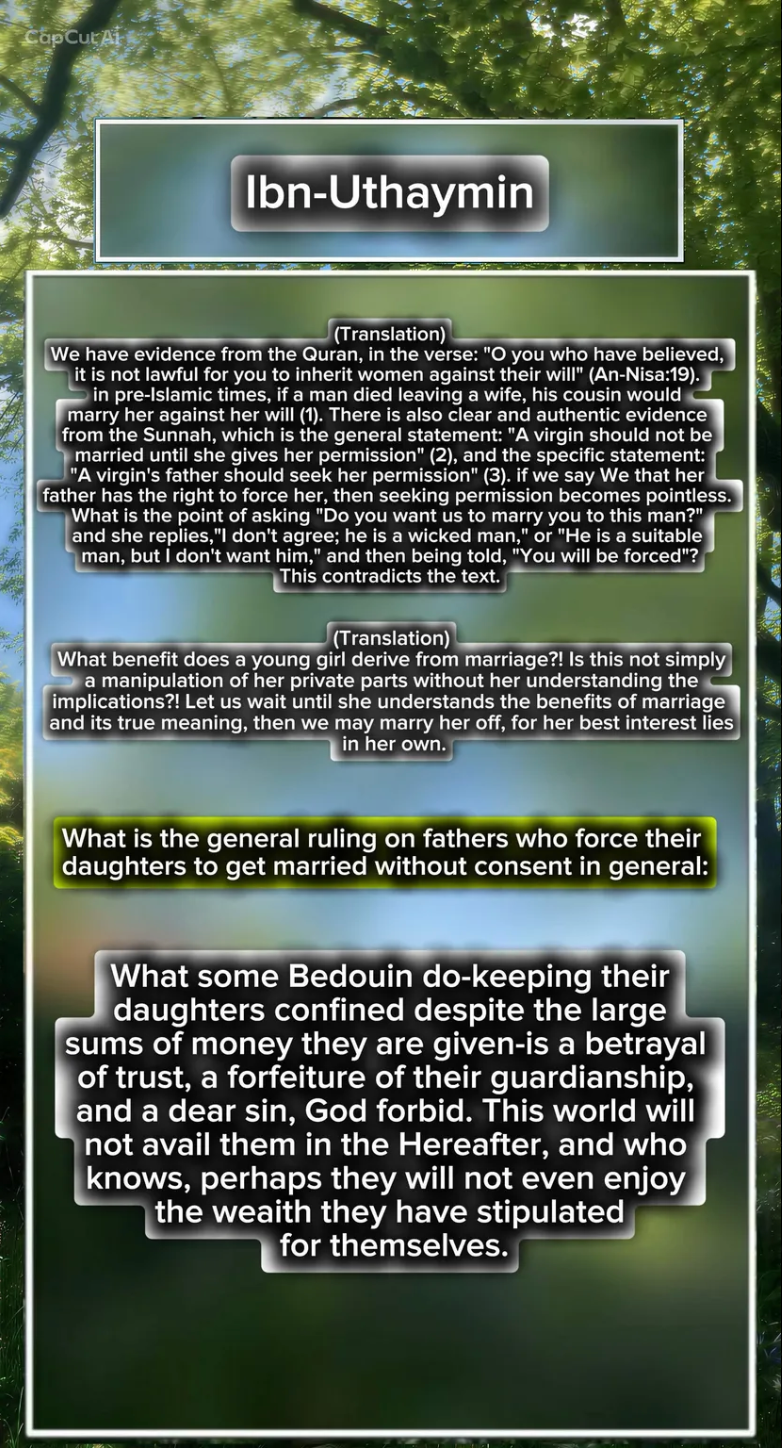 CapCut AI
Ibn-Uthaymin
(Translation)
We have evidence from the Quran, in the verse: "O you who have believed,
it is not lawful for you to inherit women against their will" (An-Nisa:19).
in pre-Islamic times, if a man died leaving a wife, his cousin would
marry her against her will (1). There is also clear and authentic evidence
from the Sunnah, which is the general statement: "A virgin should not be
married until she gives her permission" (2), and the specific statement:
"A virgin's father should seek her permission" (3). if we say We that her
father has the right to force her, then seeking permission becomes pointless.
What is the point of asking "Do you want us to marry you to this man?"
and she replies,"I don't agree; he is a wicked man," or "He is a suitable
man, but I don't want him," and then being told, "You will be forced"?
This contradicts the text.
(Translation)
What benefit does a young girl derive from marriage?! Is this not simply
a manipulation of her private parts without her understanding the
implications?! Let us wait until she understands the benefits of marriage
and its true meaning, then we may marry her off, for her best interest lies
in her own.
What is the general ruling on fathers who force their
daughters to get married without consent in general:
What some Bedouin do-keeping their
daughters confined despite the large
sums of money they are given-is a betrayal
of trust, a forfeiture of their guardianship,
and a dear sin, God forbid. This world will
not avail them in the Hereafter, and who
knows, perhaps they will not even enjoy
the weaith they have stipulated
for themselves.